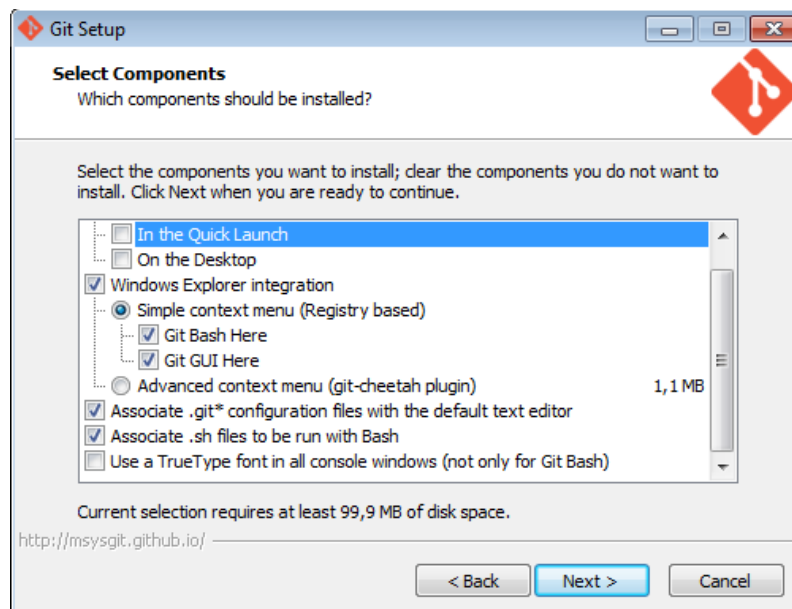 Git Setup
Select Components
Which components should be installed?
Select the components you want to install; clear the components you do not want to
install. Click Next when you are ready to continue.
In the Quick Launch
On the Desktop
Windows Explorer integration
Simple context menu (Registry based)
Git Bash Here
Git GUI Here
Advanced context menu (git-cheetah plugin) 1,1 MB
Associate .git* configuration files with the default text editor
Associate .sh files to be run with Bash
Use a TrueType font in all console windows (not only for Git Bash)
Current selection requires at least 99,9 MB of disk space.
http://msysgit.github.io/
< Back Next > Cancel